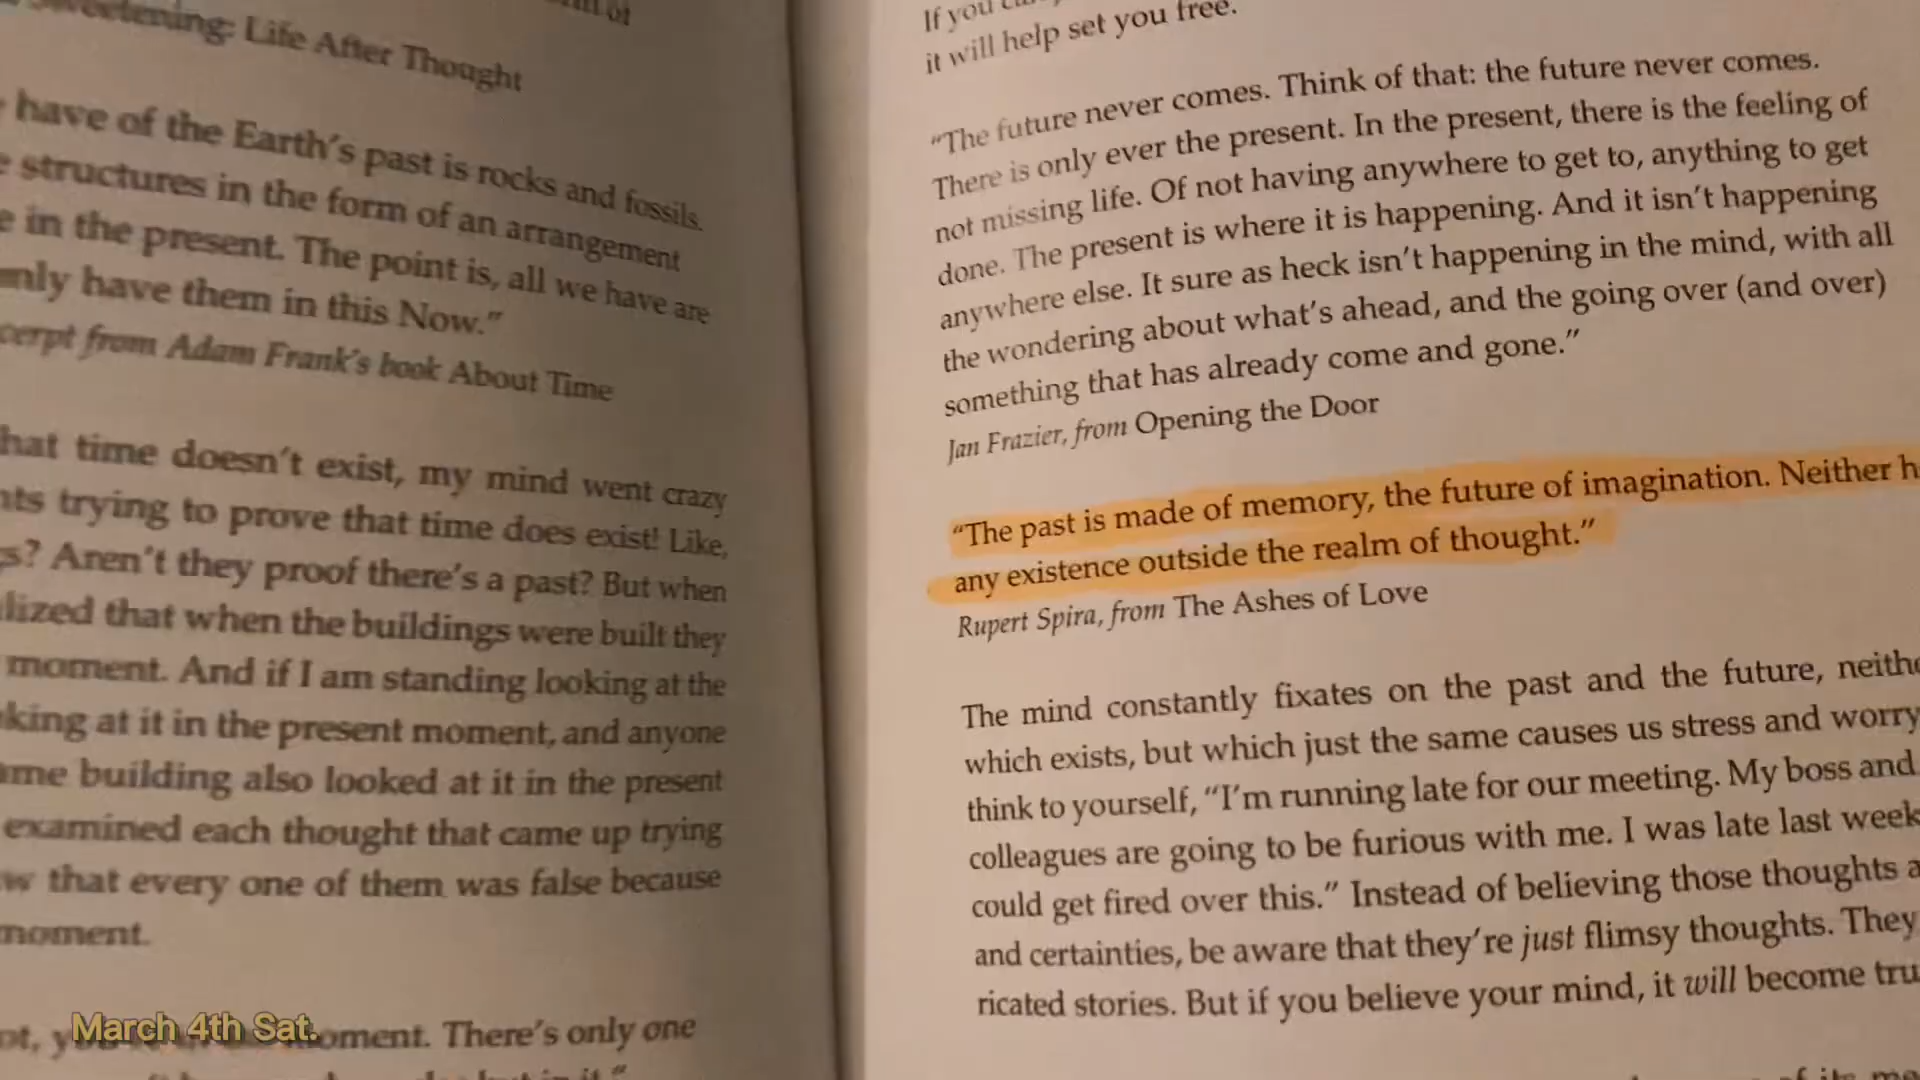 Sweetening: Life After Thought
have of the Earth's past is rocks and fossils.
structures in the form of an arrangement
in the present. The point is, all we have are
have them in this Now."
from Adam Frank's book About Time
time doesn't exist, my mind went crazy
trying to prove that time does exist! Like,
Aren't they proof there's a past? But when
that when the buildings were built they
moment. And if I am standing looking at the
at it in the present moment, and anyone
building also looked at it in the present
examined each thought that came up trying
that every one of them was false because
moment.
moment. There's only one
March 4th Sat.
If you
it will help set you free.
"The future never comes. Think of that: the future never comes.
There is only ever the present. In the present, there is the feeling of
not missing life. Of not having anywhere to get to, anything to get
done. The present is where it is happening. And it isn't happening
anywhere else. It sure as heck isn't happening in the mind, with all
the wondering about what's ahead, and the going over (and over)
something that has already come and gone."
Jan Frazier, from Opening the Door
"The past is made of memory, the future of imagination. Neither h
any existence outside the realm of thought."
Rupert Spira, from The Ashes of Love
The mind constantly fixates on the past and the future, neithe
which exists, but which just the same causes us stress and worry
think to yourself, "I'm running late for our meeting. My boss and
colleagues are going to be furious with me. I was late last week
could get fired over this." Instead of believing those thoughts a
and certainties, be aware that they're just flimsy thoughts. They
ricated stories. But if you believe your mind, it will become tru